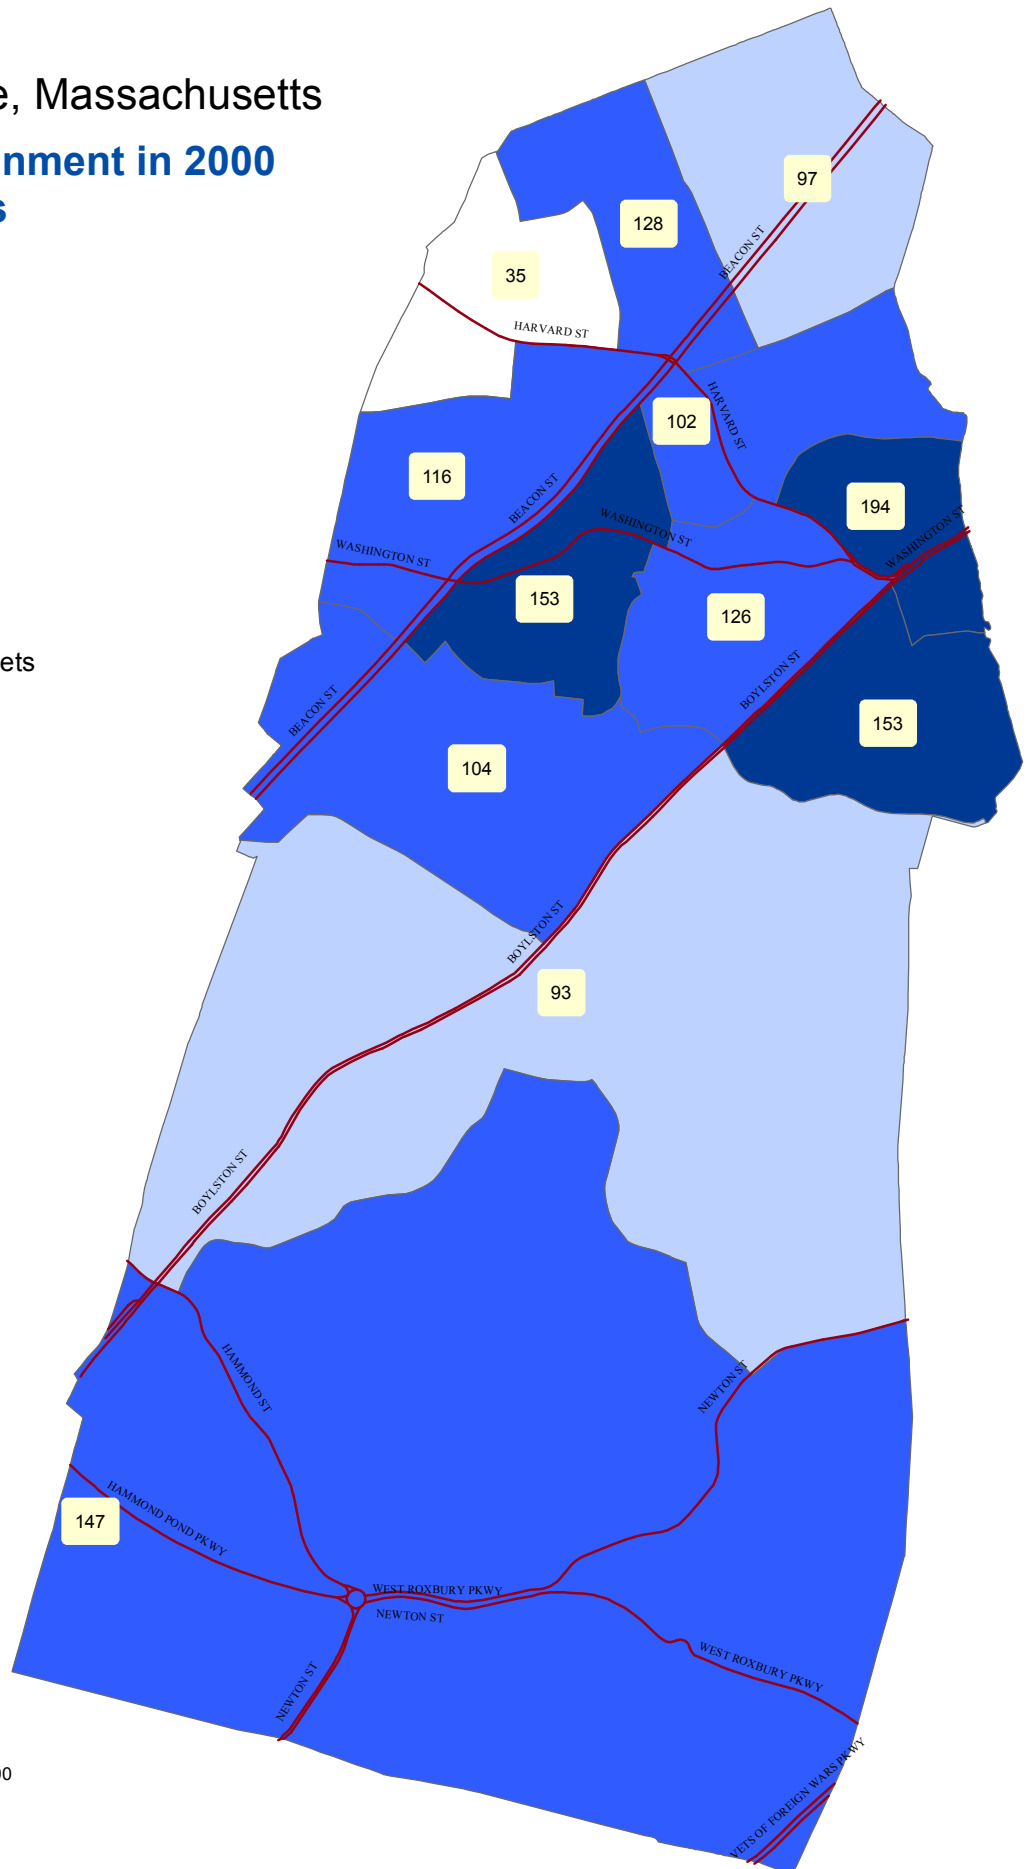 e, Massachusetts
nment in 2000
s
97
128
BEACON ST
35
HARVARD ST
HARVARD ST
102
116
BEACON ST
194
WASHINGTON ST
WASHINGTON ST
WASHINGTON ST
153
126
ets
BOYLSTON ST
BEACON ST
153
104
BOYLSTON ST
93
BOYLSTON ST
HAMMOND ST
NEWTON ST
HAMMOND POND PKWY
147
WEST ROXBURY PKWY
NEWTON ST
WEST ROXBURY PKWY
NEWTON ST
00
VETS OF FOREIGN WARS PKWY